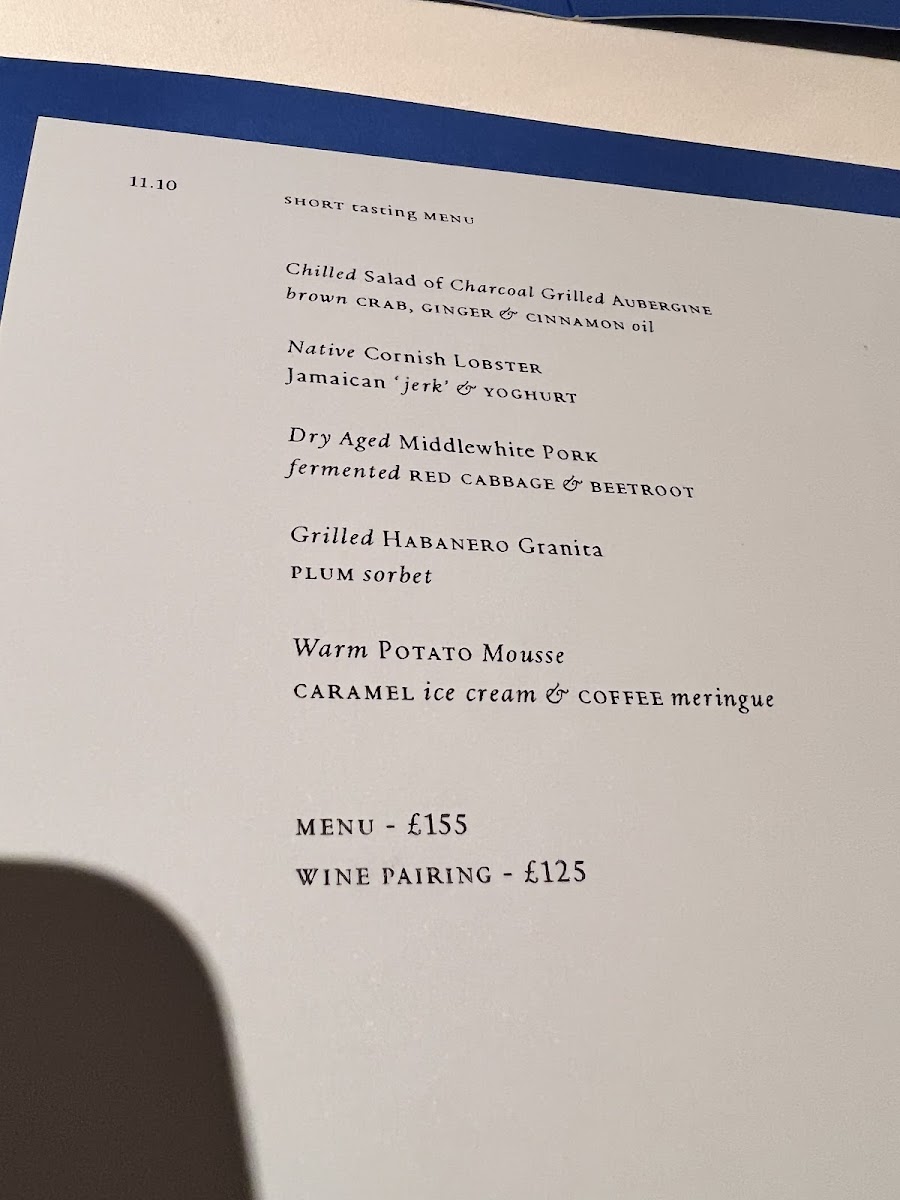 11.10
SHORT tasting MENU
Chilled Salad of Charcoal Grilled AUBERGINE
brown CRAB, GINGER & CINNAMON oil
Native Cornish LOBSTER
Jamaican ‘jerk’ & YOGHURT
Dry Aged Middlewhite PORK
fermented RED CABBAGE & BEETROOT
Grilled HABANERO Granita
PLUM sorbet
Warm POTATO Mousse
CARAMEL ice cream & COFFEE meringue
MENU - £155
WINE PAIRING - £125